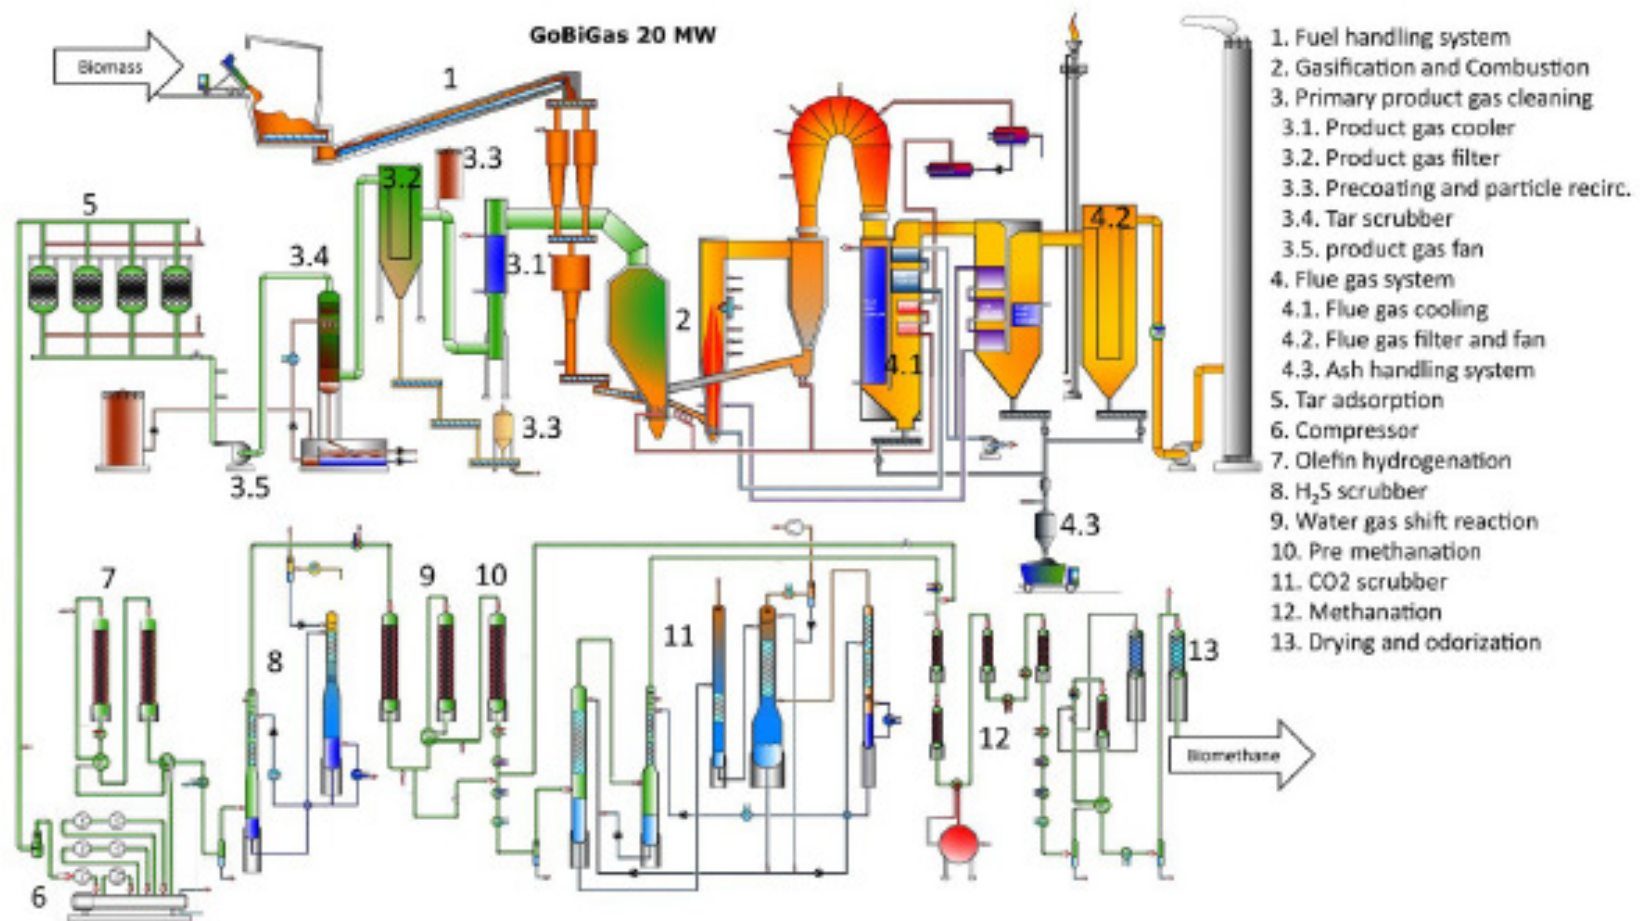 GoBiGas 20 MW
Biomass
1
3.3
3.2
5
3.1
3.4
2
4.2
4.1
3.3
3.5
4.3
7
9
10
8
11
13
12
Biomethane
6
1. Fuel handling system
2. Gasification and Combustion
3. Primary product gas cleaning
3.1. Product gas cooler
3.2. Product gas filter
3.3. Precoating and particle recirc.
3.4. Tar scrubber
3.5. product gas fan
4. Flue gas system
4.1. Flue gas cooling
4.2. Flue gas filter and fan
4.3. Ash handling system
5. Tar adsorption
6. Compressor
7. Olefin hydrogenation
8. H₂S scrubber
9. Water gas shift reaction
10. Pre methanation
11. CO2 scrubber
12. Methanation
13. Drying and odorization